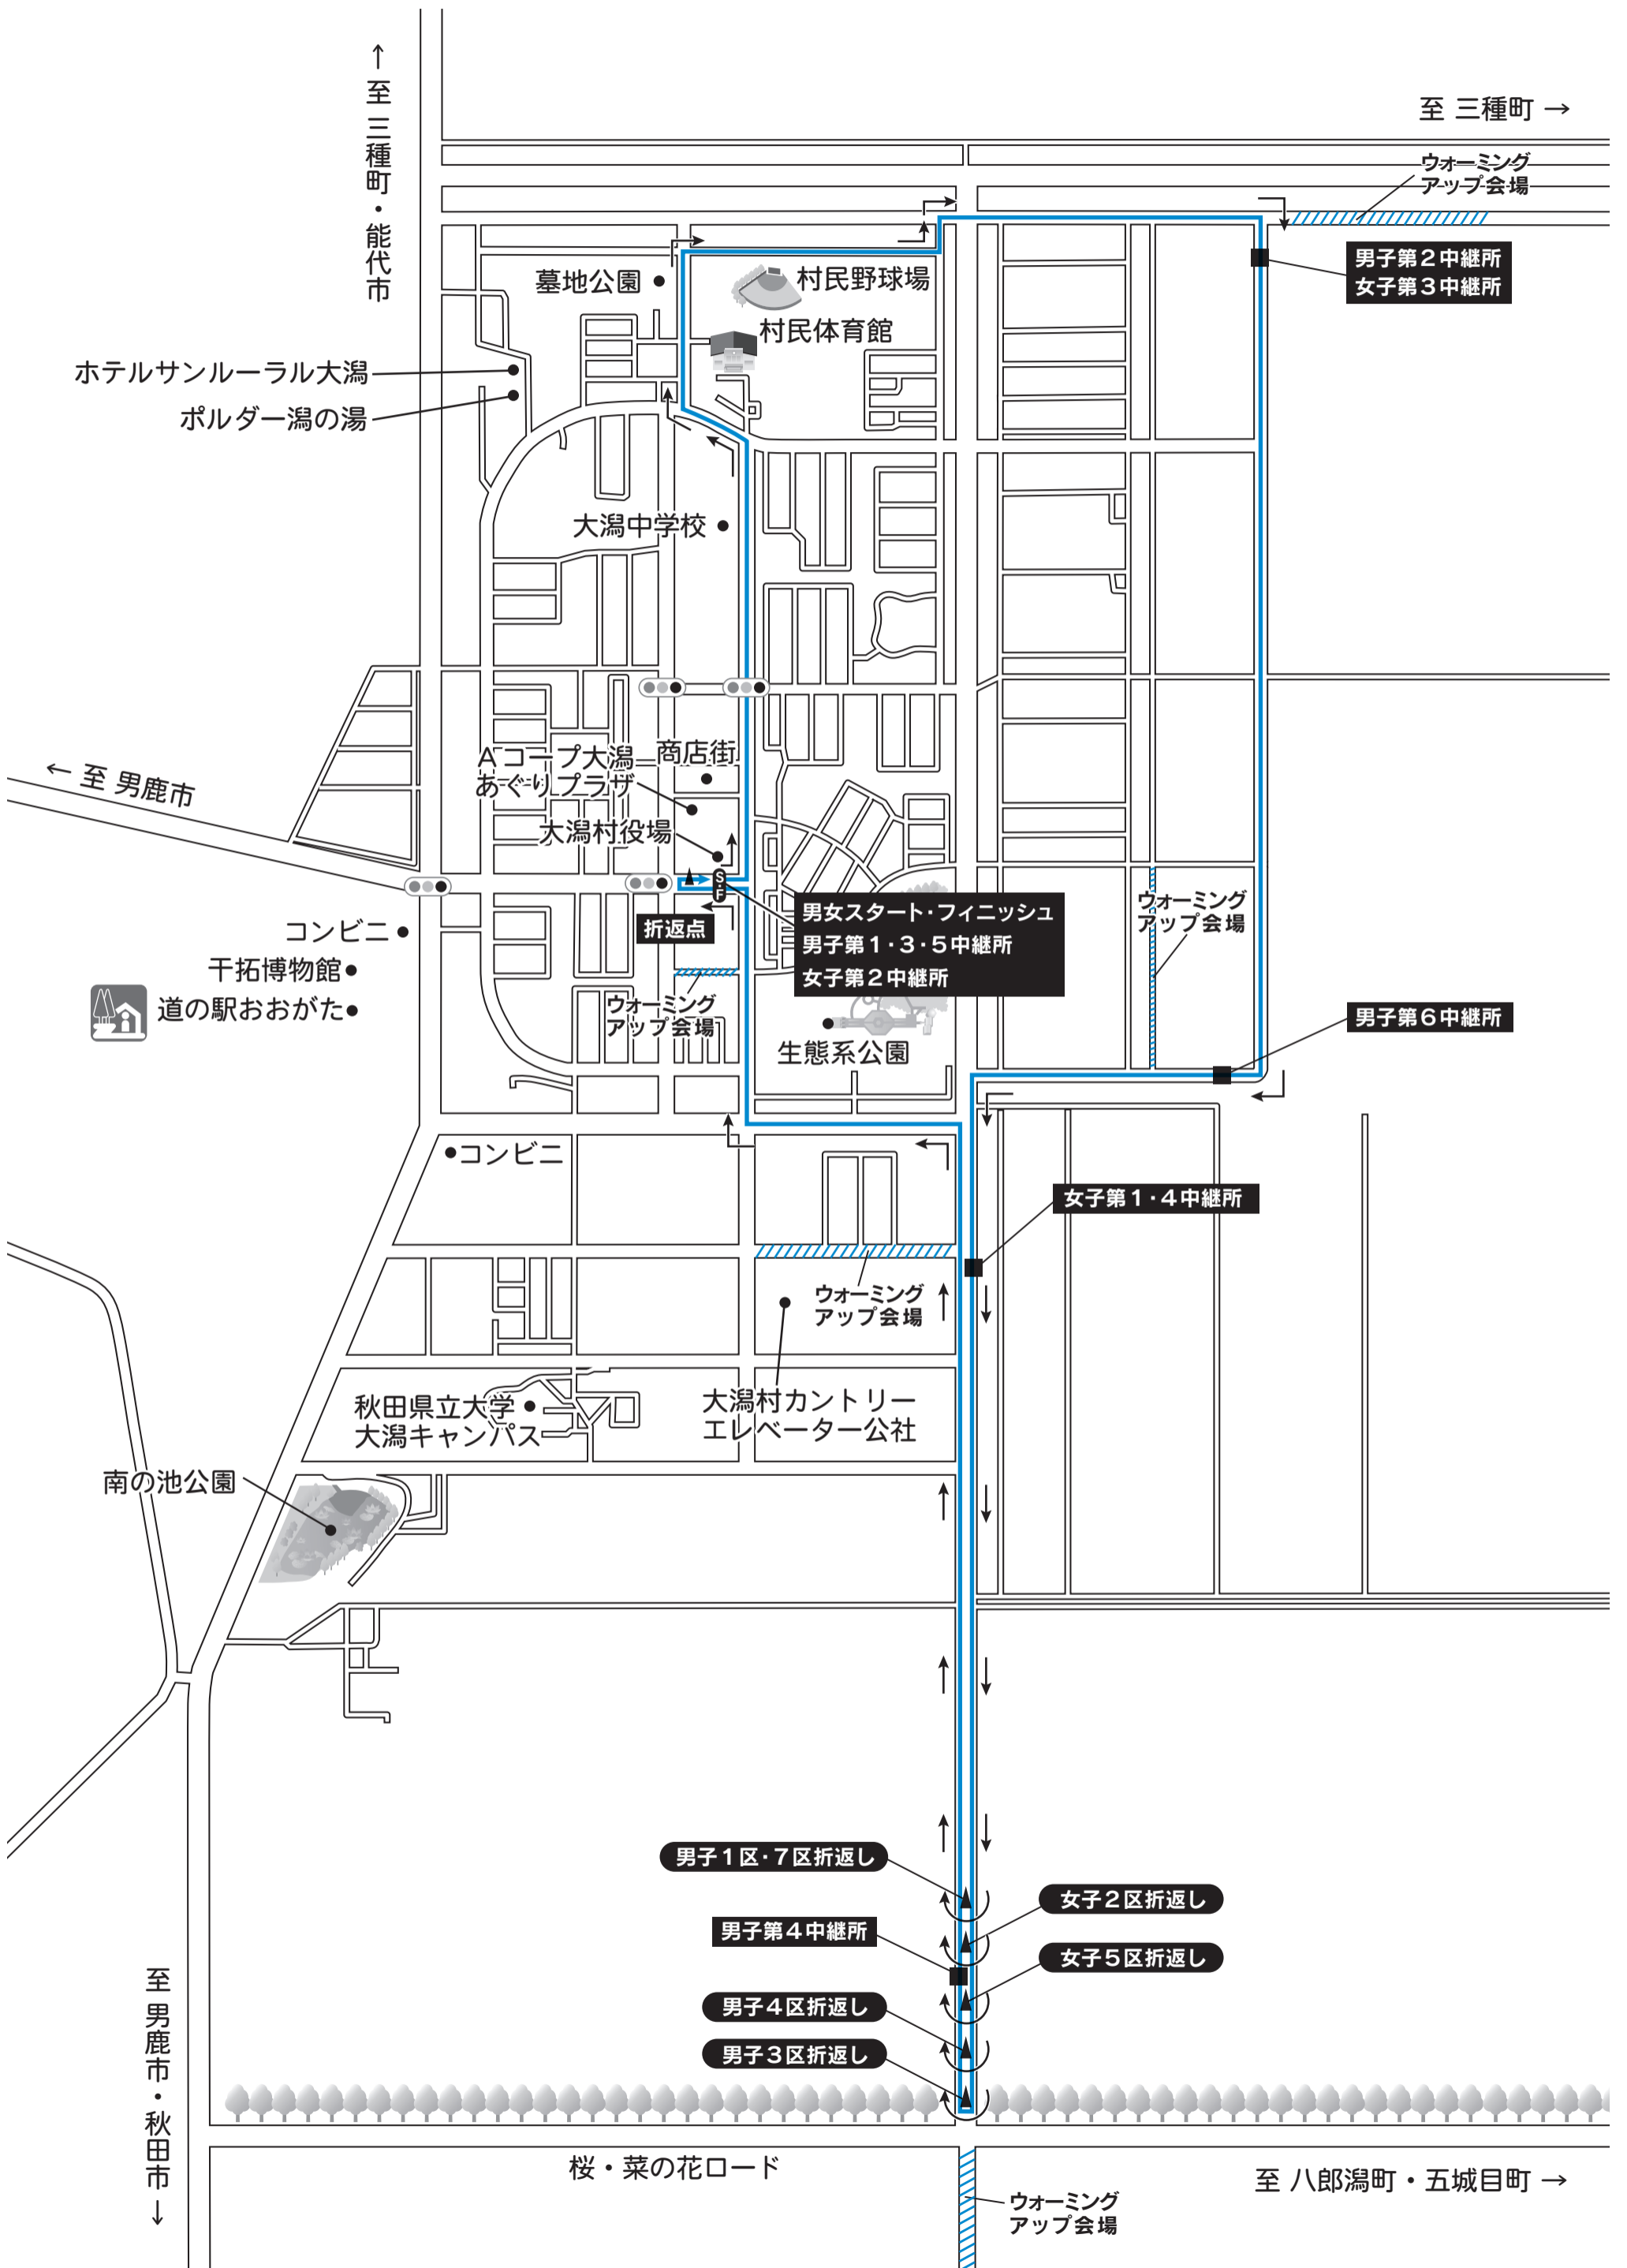 ↑至 三種町・能代市
至 三種町 →
ウォーミング
アップ会場
男子第2中継所
女子第3中継所
墓地公園
村民野球場
村民体育館
ホテルサンルーラル大潟
ポルダー潟の湯
大潟中学校
← 至 男鹿市
Aコープ大潟
あぐりプラザ
商店街
大潟村役場
S
F
折返点
男女スタート・フィニッシュ
男子第1・3・5中継所
女子第2中継所
ウォーミング
アップ会場
コンビニ
干拓博物館
道の駅おおがた
ウォーミング
アップ会場
生態系公園
男子第6中継所
コンビニ
女子第1・4中継所
ウォーミング
アップ会場
秋田県立大学
大潟キャンパス
大潟村カントリー
エレベーター公社
南の池公園
男子1区・7区折返し
女子2区折返し
男子第4中継所
女子5区折返し
男子4区折返し
男子3区折返し
至 男鹿市・秋田市↓
桜・菜の花ロード
至 八郎潟町・五城目町 →
ウォーミング
アップ会場